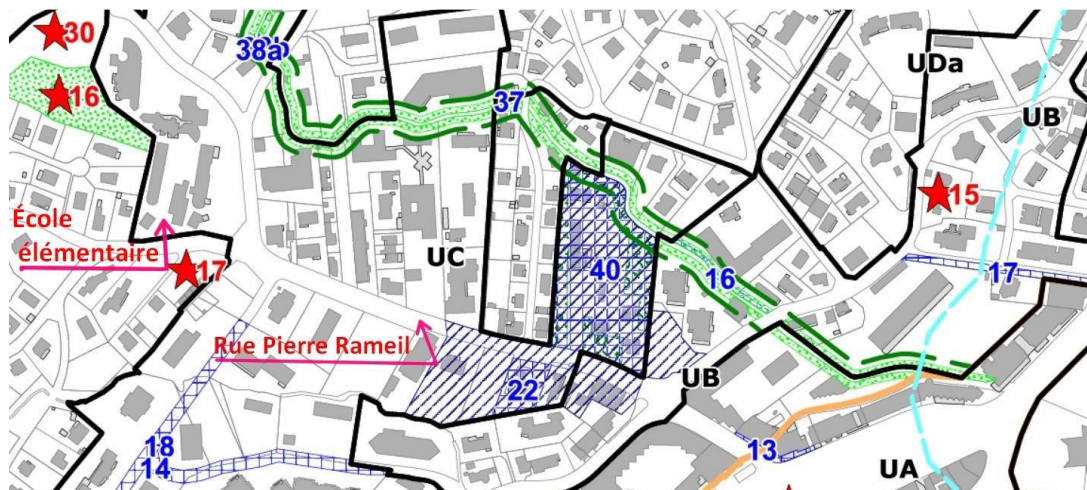 30
38a
16
37
UDa
UB
15
École
élémentaire
17
UC
40
16
17
Rue Pierre Rameil
22
UB
18
14
13
UA